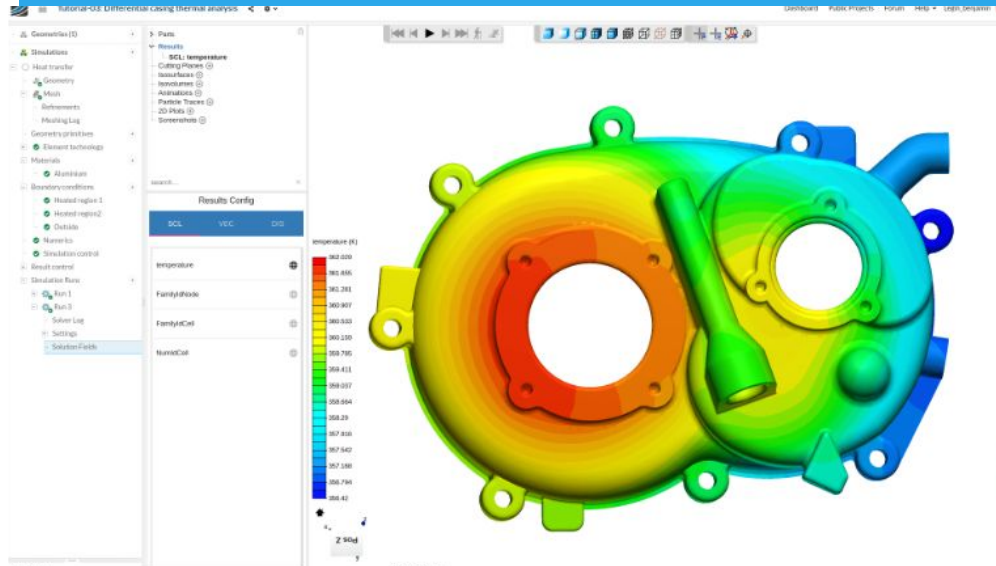 Tutorial-03: Differential casing thermal analysis
Dashboard Public Projects Forum Help Login_benjamin
Geometries (1)
Simulations
Heat transfer
Geometry
Mesh
Refinements
Meshing Log
Geometry primitives
Element technology
Materials
Aluminium
Boundary conditions
Heated region 1
Heated region2
Outside
Numerics
Simulation control
Result control
Simulation Runs
Run 1
Run 3
Solver Log
Settings
Solution Fields
Parts
Results
SCL: temperature
Cutting Planes
Isosurfaces
Isovolumes
Animations
Particle Traces
2D Plots
Screenshots
search...
Results Config
SCL VEC DIS
temperature
FamilyIdNode
FamilyIdCell
NumIdCell
temperature (K)
361.655
361.281
360.907
360.533
359.785
359.411
359.037
358.664
358.29
357.916
357.542
357.168
356.794
356.42
Pos Z